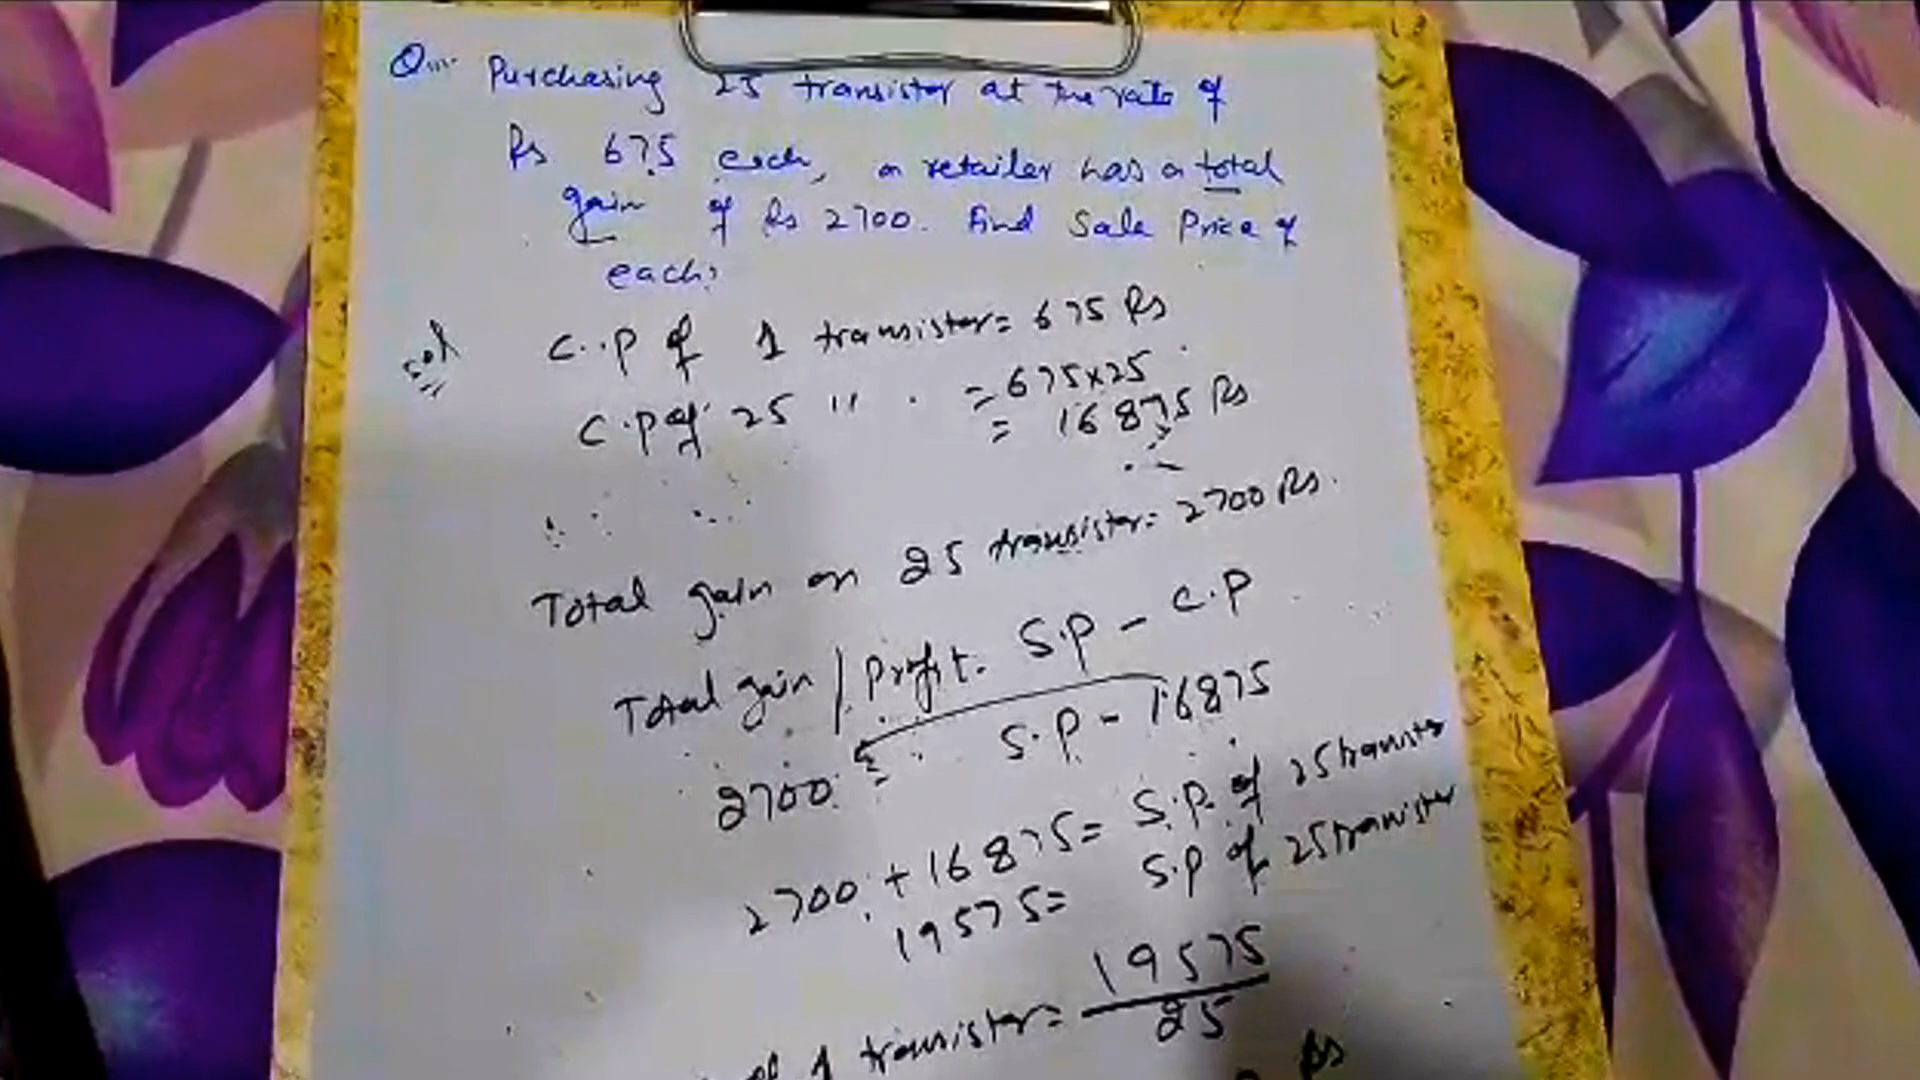 Q... Purchasing 25 transistor at the rate of
Rs 675 each, a retailer has a total
gain of Rs 2700. Find Sale Price of
each?
Sol C.P of 1 transistor = 675 Rs
C.P of 25 " = 675x25
= 16875 Rs
Total gain on 25 transistor = 2700 Rs.
Total gain / Profit = S.P - C.P
2700 = S.P - 16875
2700 + 16875 = S.P. of 25 transistor
19575 = S.P of 25 transistor
of 1 transistor = 19575
25
Rs